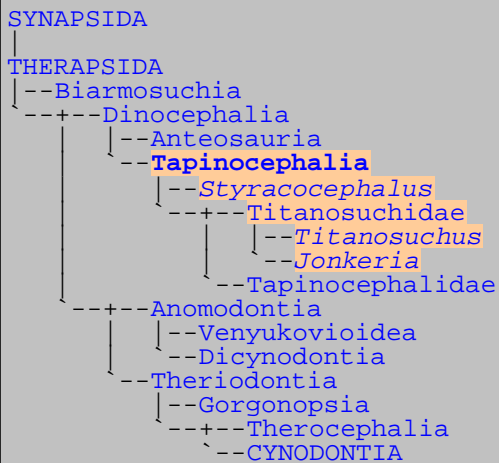 SYNAPSIDA
|
THERAPSIDA
|--Biarmosuchia
`--+--Dinocephalia
   |  |--Anteosauria
   |  `--Tapinocephalia
   |     |--Styracocephalus
   |     `--+--Titanosuchidae
   |        |  |--Titanosuchus
   |        |  `--Jonkeria
   |        `--Tapinocephalidae
   `--+--Anomodontia
      |  |--Venyukovioidea
      |  `--Dicynodontia
      `--Theriodontia
         |--Gorgonopsia
         `--+--Therocephalia
            `--CYNODONTIA